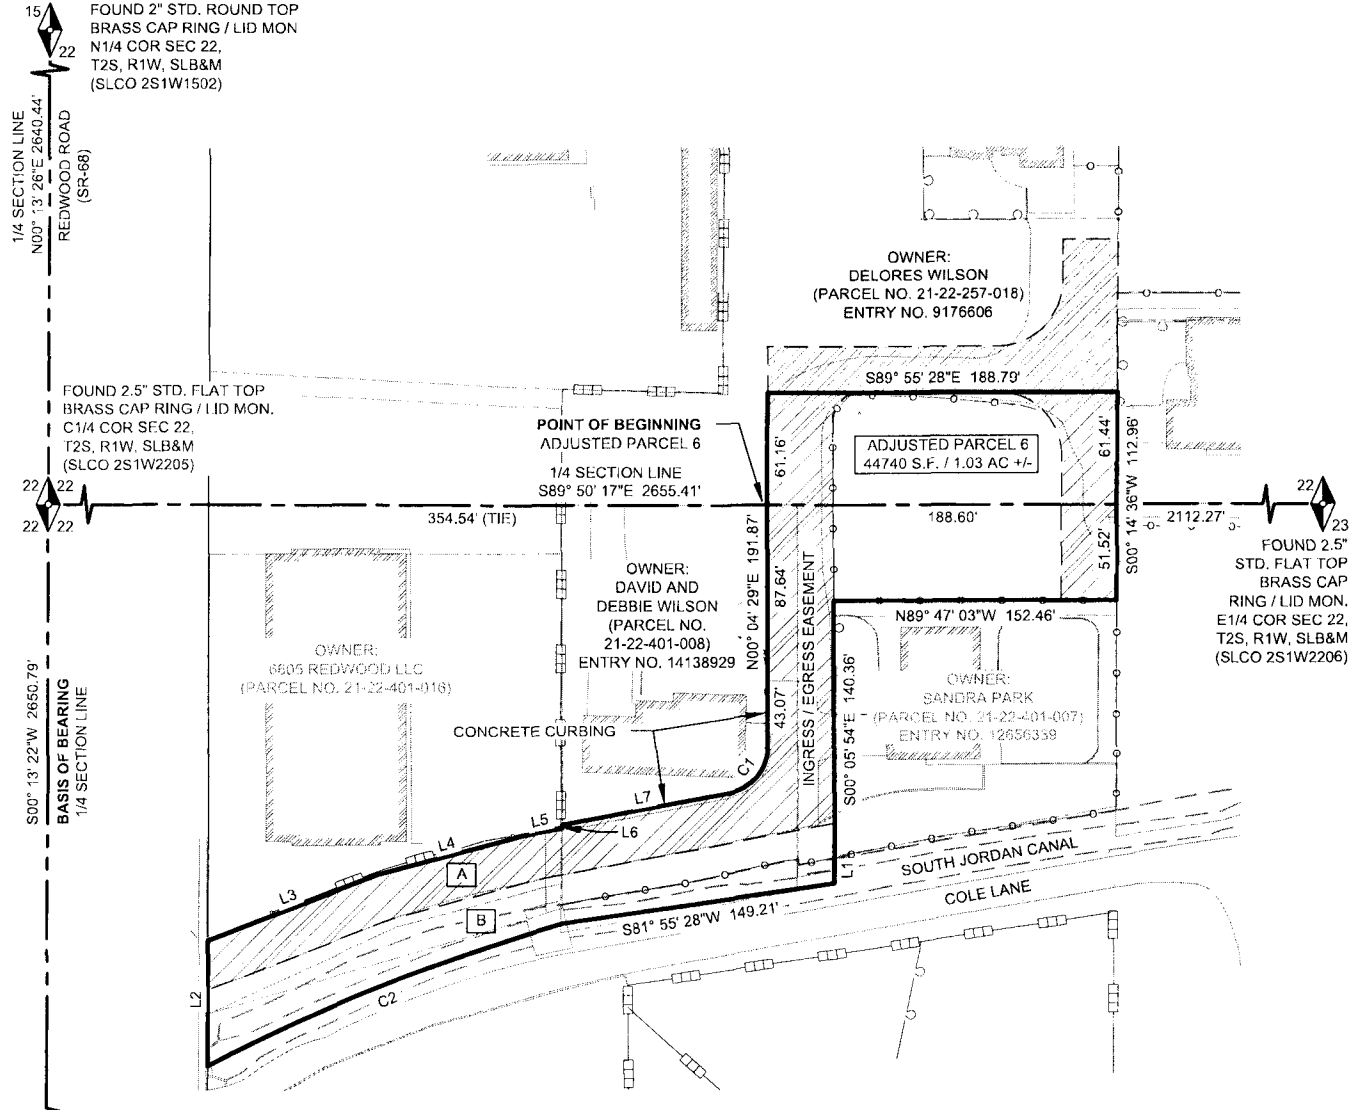 15
22
FOUND 2" STD. ROUND TOP
BRASS CAP RING / LID MON
N1/4 COR SEC 22,
T2S, R1W, SLB&M
(SLCO 2S1W1502)
1/4 SECTION LINE
N00° 13' 26"E 2640.44'
REDWOOD ROAD
(SR-68)
OWNER:
DELORES WILSON
(PARCEL NO. 21-22-257-018)
ENTRY NO. 9176606
S89° 55' 28"E 188.79'
FOUND 2.5" STD. FLAT TOP
BRASS CAP RING / LID MON.
C1/4 COR SEC 22,
T2S, R1W, SLB&M
(SLCO 2S1W2205)
22
22
22
22
POINT OF BEGINNING
ADJUSTED PARCEL 6
1/4 SECTION LINE
S89° 50' 17"E 2655.41'
354.54' (TIE)
61.16'
ADJUSTED PARCEL 6
44740 S.F. / 1.03 AC +/-
61.44'
S00° 14' 36"W 112.96'
188.60'
51.52'
2112.27'
22
23
FOUND 2.5"
STD. FLAT TOP
BRASS CAP
RING / LID MON.
E1/4 COR SEC 22,
T2S, R1W, SLB&M
(SLCO 2S1W2206)
N89° 47' 03"W 152.46'
OWNER:
DAVID AND
DEBBIE WILSON
(PARCEL NO.
21-22-401-008)
ENTRY NO. 14138929
N00° 04' 29"E 191.87'
87.64'
43.07'
INGRESS / EGRESS EASEMENT
S00° 05' 54"E 140.36'
OWNER:
6605 REDWOOD LLC
(PARCEL NO. 21-22-401-016)
OWNER:
SANDRA PARK
(PARCEL NO. 21-22-401-007)
ENTRY NO. 12656339
S00° 13' 22"W 2650.79'
BASIS OF BEARING
1/4 SECTION LINE
CONCRETE CURBING
C1
L7
L5
L6
L4
L3
A
B
L1
SOUTH JORDAN CANAL
COLE LANE
S81° 55' 28"W 149.21'
L2
C2